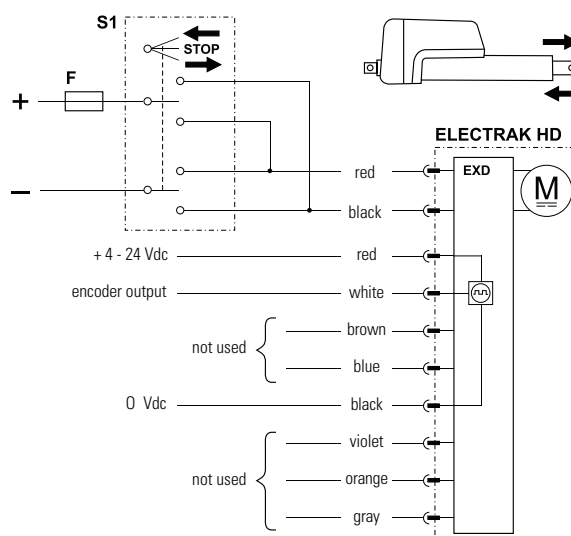 S1
STOP
F
+
–
ELECTRAK HD
EXD
M
red
black
+ 4 - 24 Vdc red
encoder output white
not used
brown
blue
0 Vdc black
not used
violet
orange
gray